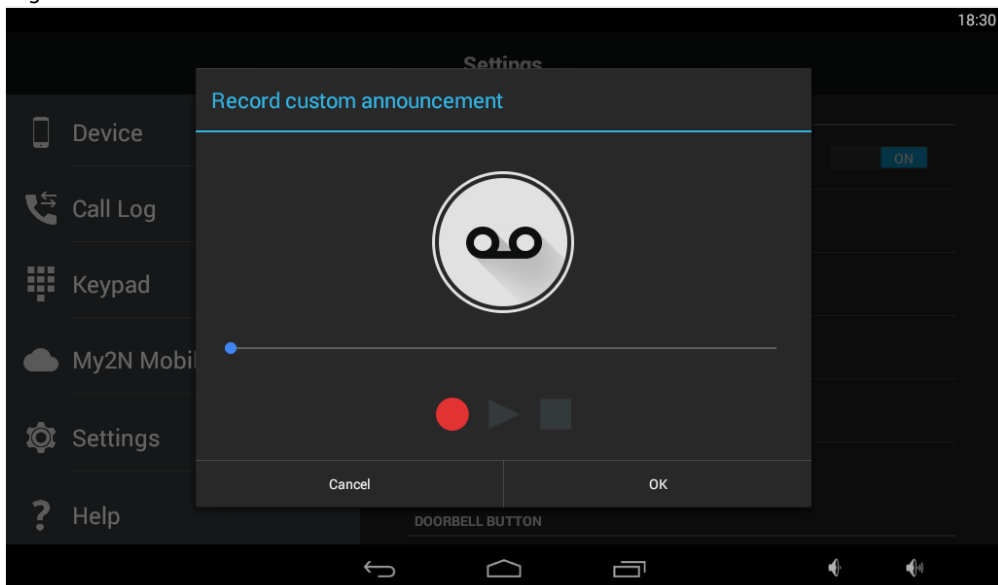 18:30
Settings
Record custom announcement
Device
ON
Call Log
Keypad
My2N Mobil
Settings
Cancel
OK
Help
DOORBELL BUTTON